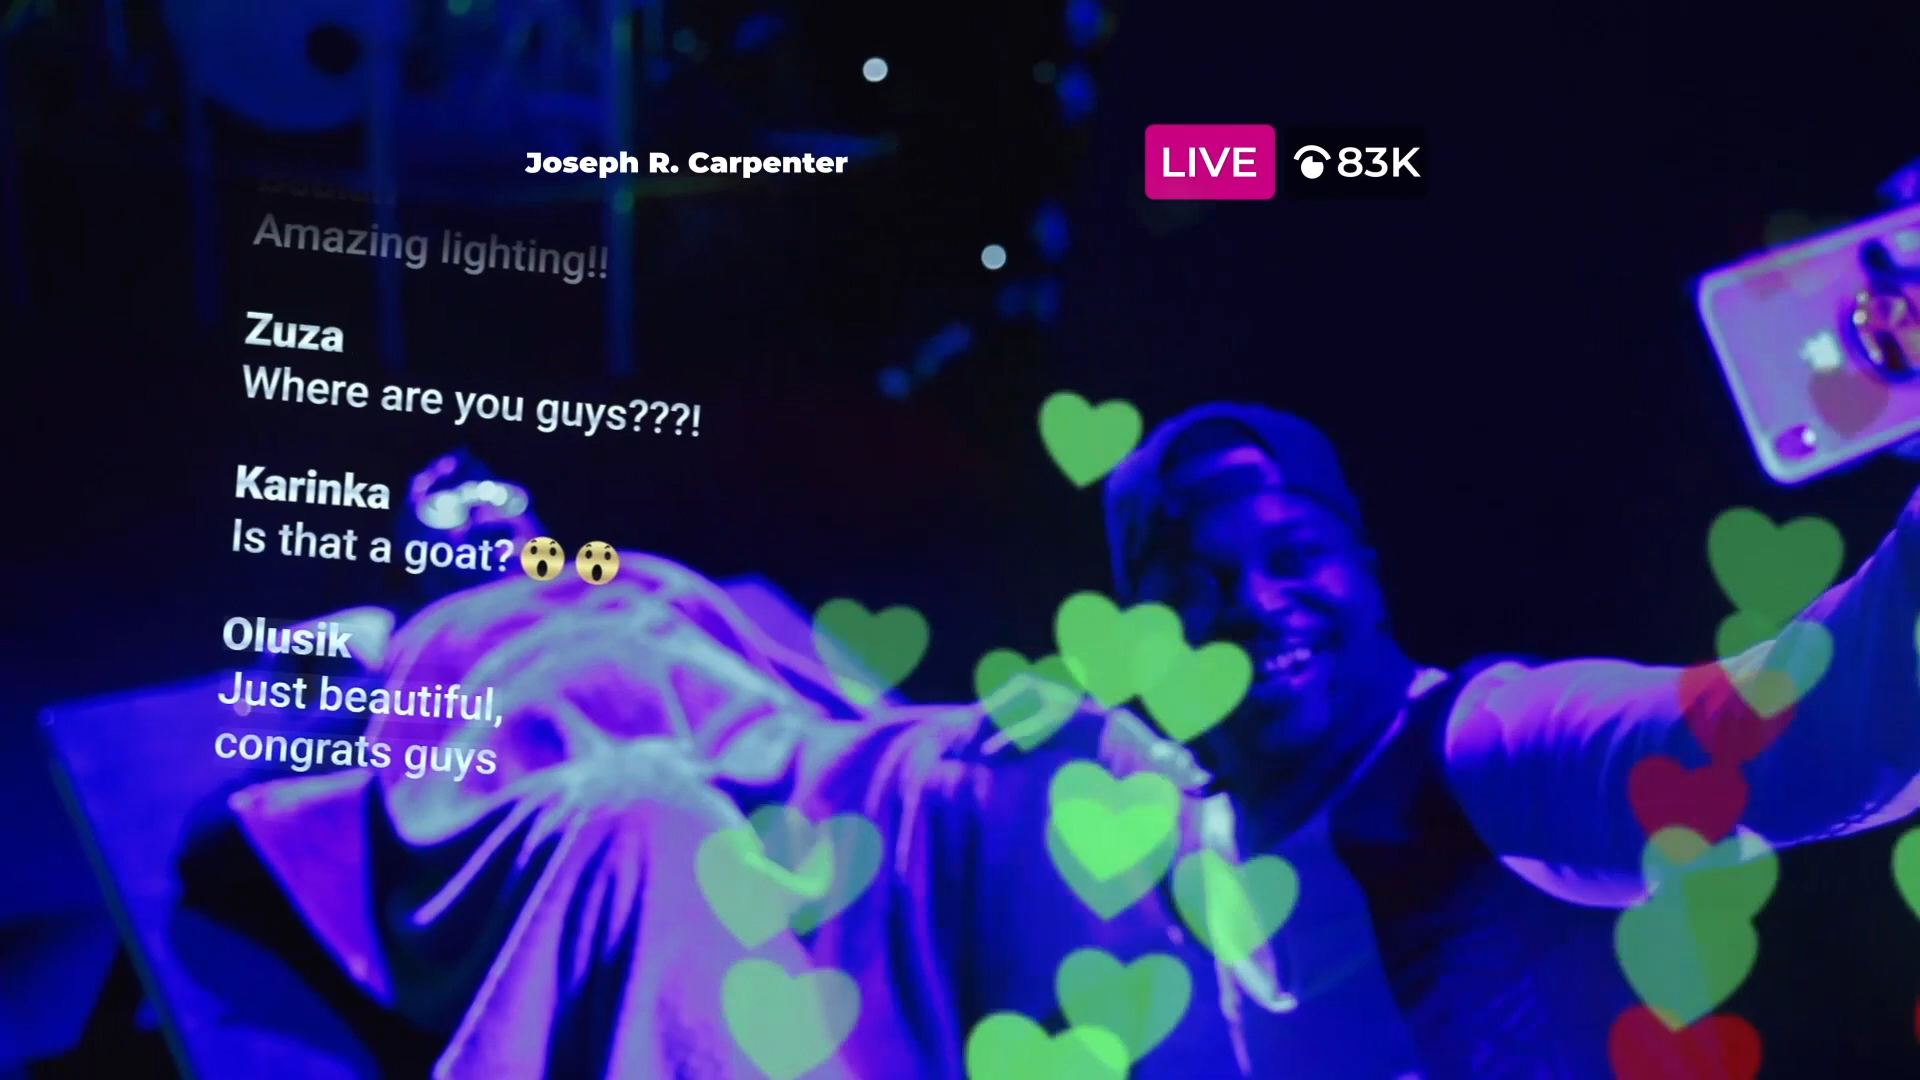 Joseph R. Carpenter
LIVE 83K
Amazing lighting!!
Zuza
Where are you guys???!
Karinka
Is that a goat?😲😲
Olusik
Just beautiful,
congrats guys